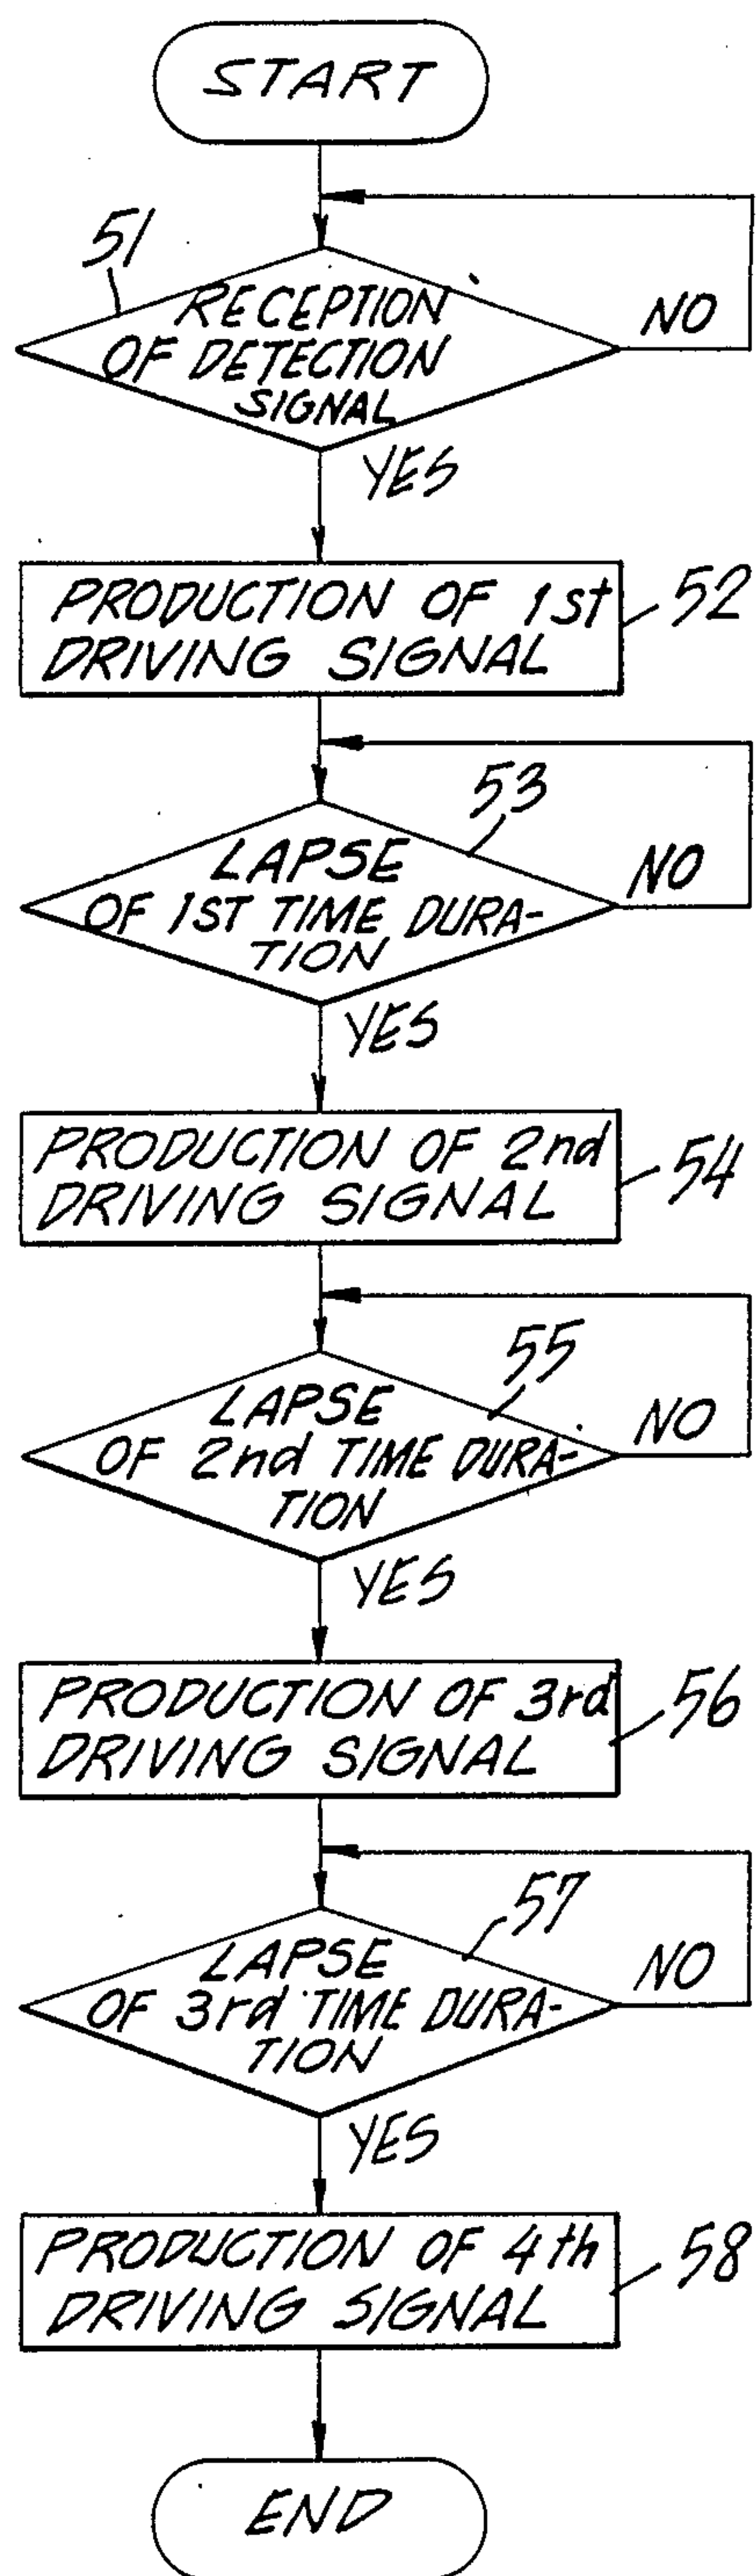 START
51
RECEPTION
OF DETECTION
SIGNAL
NO
YES
PRODUCTION OF 1st
DRIVING SIGNAL
52
53
LAPSE
OF 1ST TIME DURA-
TION
NO
YES
PRODUCTION OF 2nd
DRIVING SIGNAL
54
55
LAPSE
OF 2nd TIME DURA-
TION
NO
YES
PRODUCTION OF 3rd
DRIVING SIGNAL
56
57
LAPSE
OF 3rd TIME DURA-
TION
NO
YES
PRODUCTION OF 4th
DRIVING SIGNAL
58
END